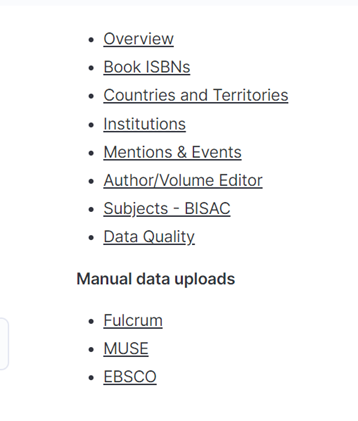 Overview
Book ISBNs
Countries and Territories
Institutions
Mentions & Events
Author/Volume Editor
Subjects - BISAC
Data Quality
Manual data uploads
Fulcrum
MUSE
EBSCO